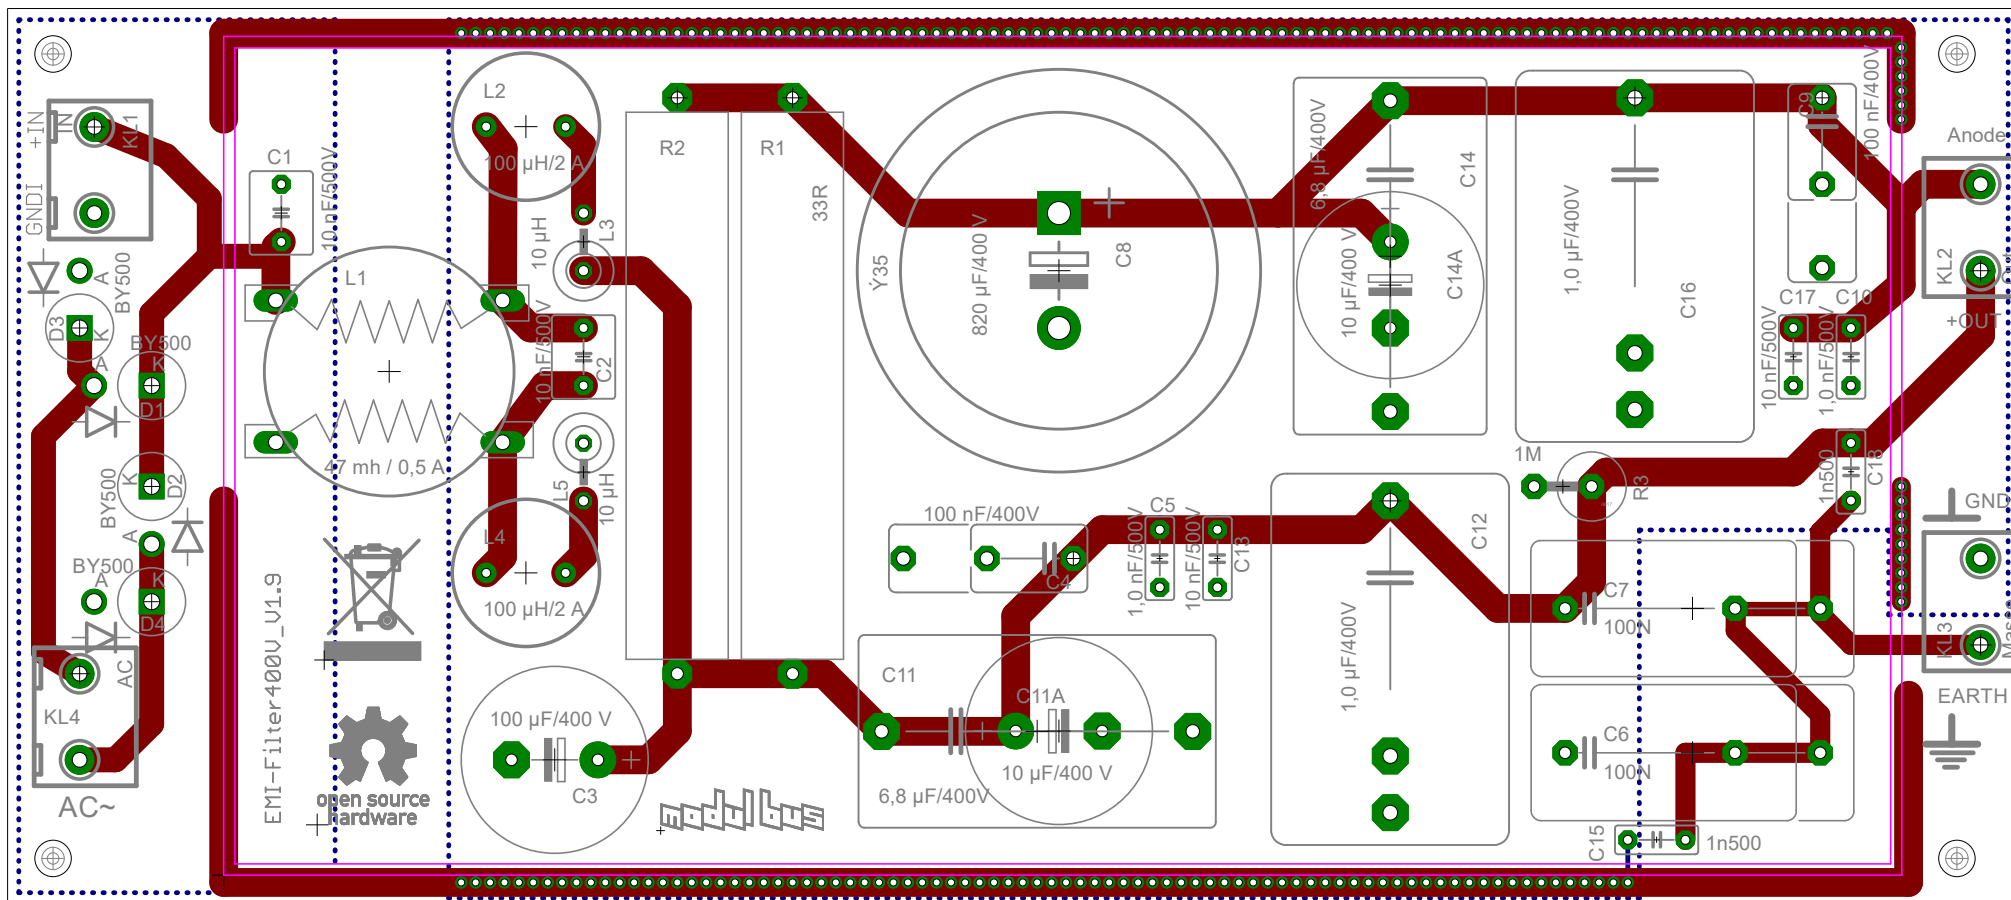 +IN
IN
KL1
GNDI
C1
10 nF/500V
A
BY500
D3
K
BY500
A
K
D1
K
D2
BY500
A
BY500
A
K
D4
AC
KL4
AC~
L1
47 mh / 0,5 A
EMI-Filter400V_V1.9
open source
hardware
L2
100 µH/2 A
10 µH
L3
10 nF/500V
C2
L5
10 µH
L4
100 µH/2 A
100 µF/400 V
C3
modulbus
R2
R1
33R
Y35
820 µF/400 V
C8
6,8 µF/400V
C14
10 µF/400 V
C14A
1,0 µF/400V
C16
C9
100 nF/400V
Anode
KL2
+OUT
C17
C10
10 nF/500V
1,0 nF/500V
1M
R3
1n500
C18
GND
100 nF/400V
C4
C5
1,0 nF/500V
10 nF/500V
C13
C12
1,0 µF/400V
C11
C11A
10 µF/400 V
6,8 µF/400V
C7
100N
C6
100N
C15
1n500
KL3
EARTH